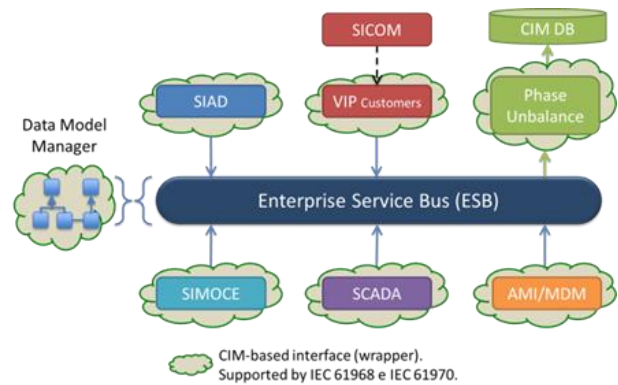 SICOM
CIM DB
SIAD
VIP Customers
Phase
Unbalance
Data Model
Manager
Enterprise Service Bus (ESB)
SIMOCE
SCADA
AMI/MDM
CIM-based interface (wrapper).
Supported by IEC 61968 e IEC 61970.